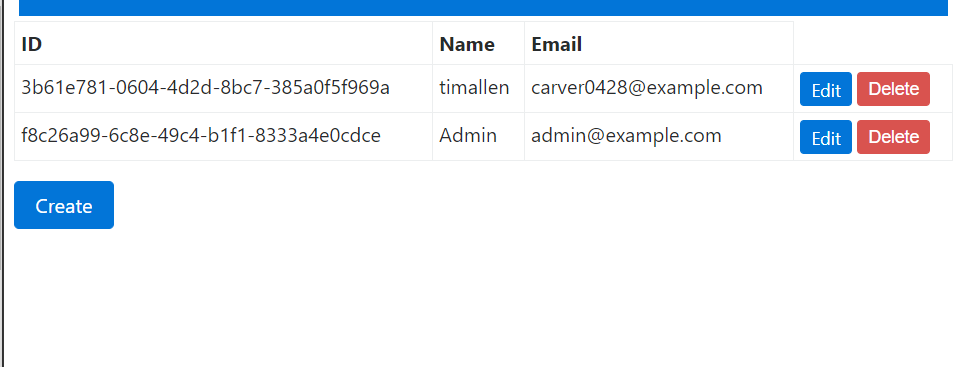 ID Name Email
3b61e781-0604-4d2d-8bc7-385a0f5f969a timallen carver0428@example.com Edit Delete
f8c26a99-6c8e-49c4-b1f1-8333a4e0cdce Admin admin@example.com Edit Delete
Create